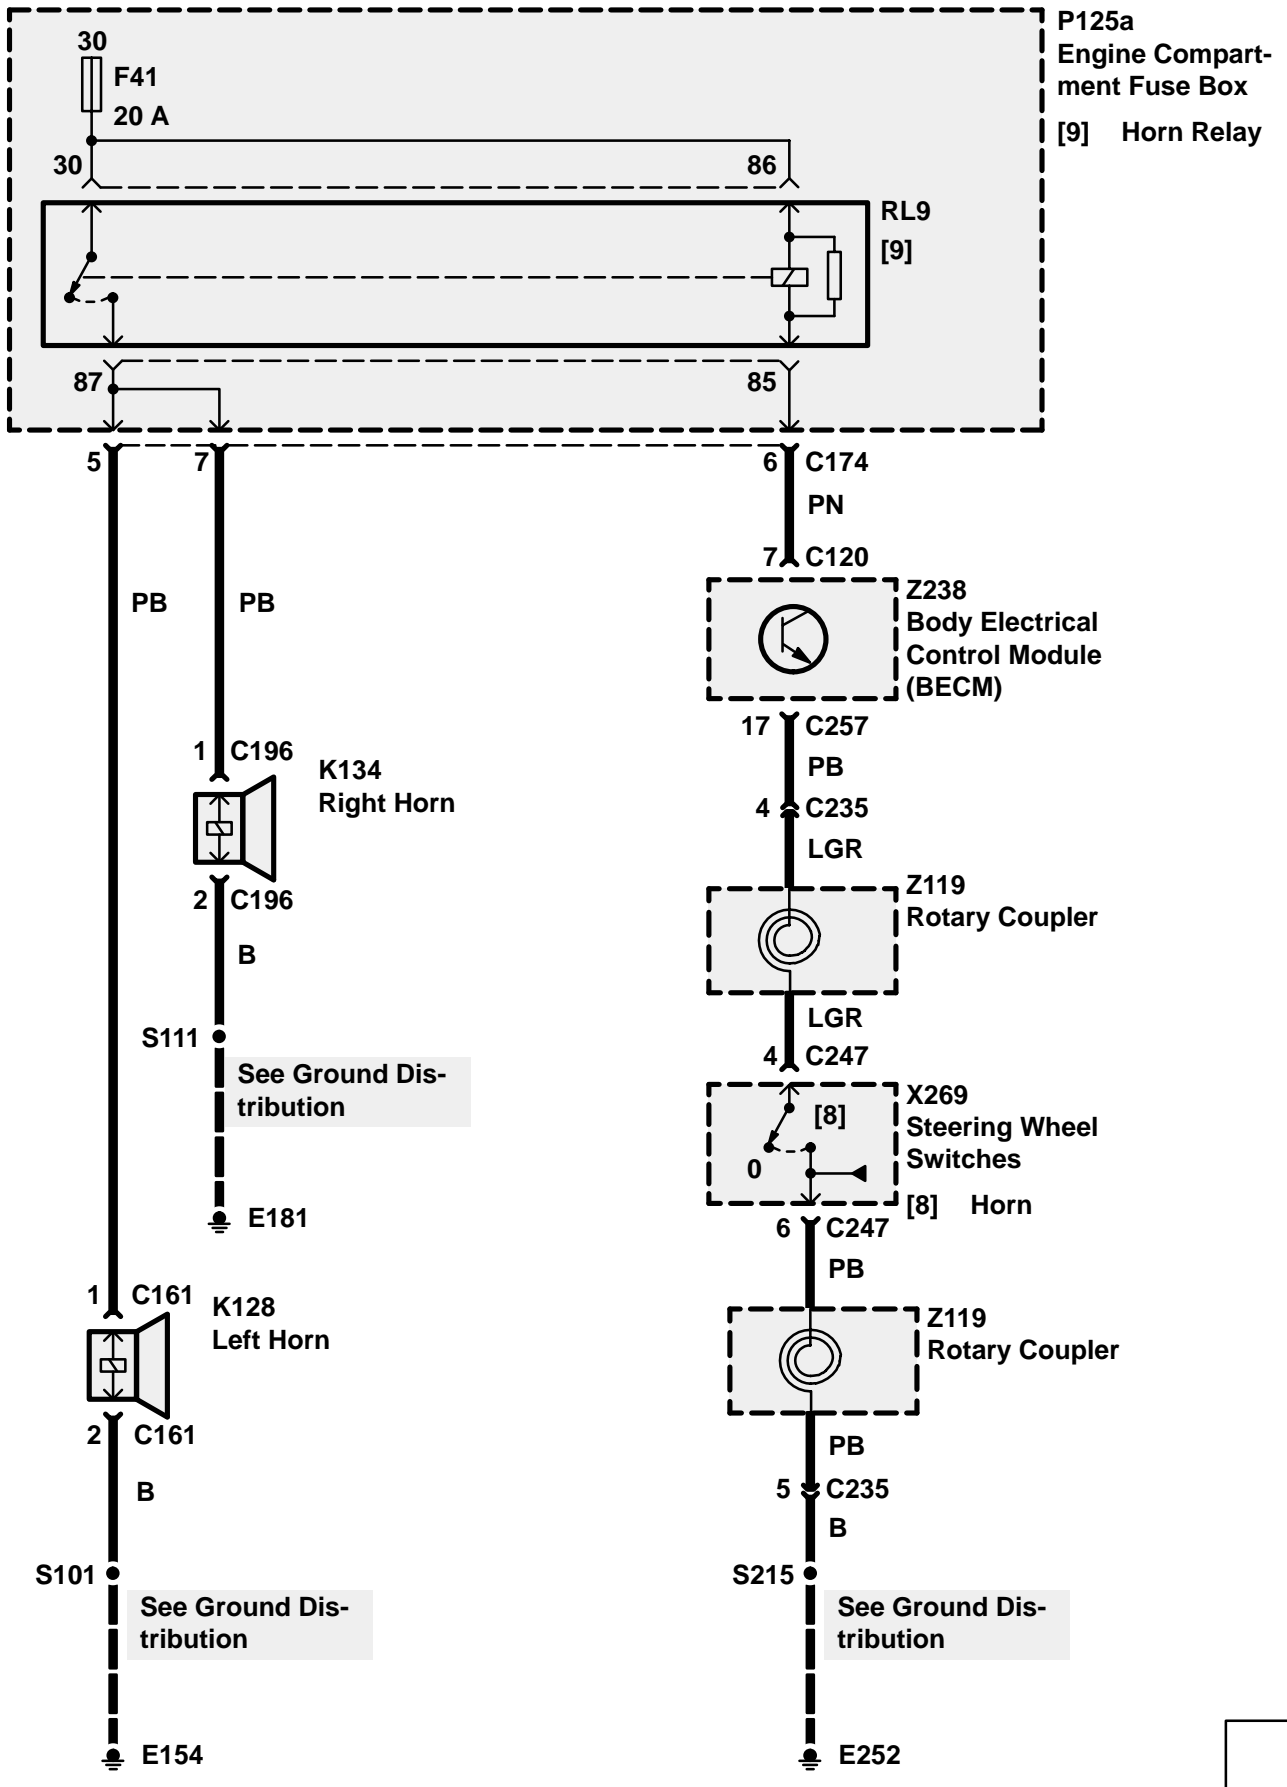 P125a
Engine Compart-
ment Fuse Box
[9] Horn Relay
30
F41
20 A
30
86
RL9
[9]
87
85
5
7
6 C174
PN
7 C120
PB
PB
Z238
Body Electrical
Control Module
(BECM)
17 C257
PB
1 C196
K134
Right Horn
4 C235
LGR
2 C196
Z119
Rotary Coupler
B
LGR
S111
4 C247
See Ground Dis-
tribution
X269
Steering Wheel
Switches
[8]
0
[8] Horn
E181
6 C247
PB
1 C161
K128
Left Horn
Z119
Rotary Coupler
2 C161
PB
B
5 C235
B
S101
S215
See Ground Dis-
tribution
See Ground Dis-
tribution
E154
E252